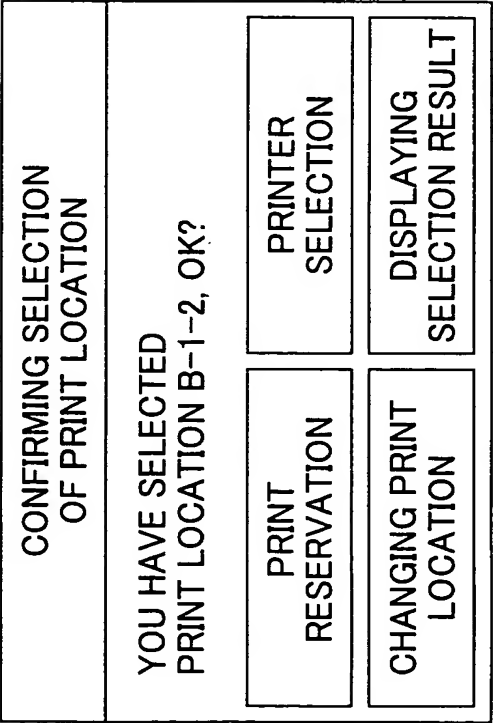 CONFIRMING SELECTION
OF PRINT LOCATION
YOU HAVE SELECTED
PRINT LOCATION B-1-2, OK?
PRINT
RESERVATION
PRINTER
SELECTION
CHANGING PRINT
LOCATION
DISPLAYING
SELECTION RESULT